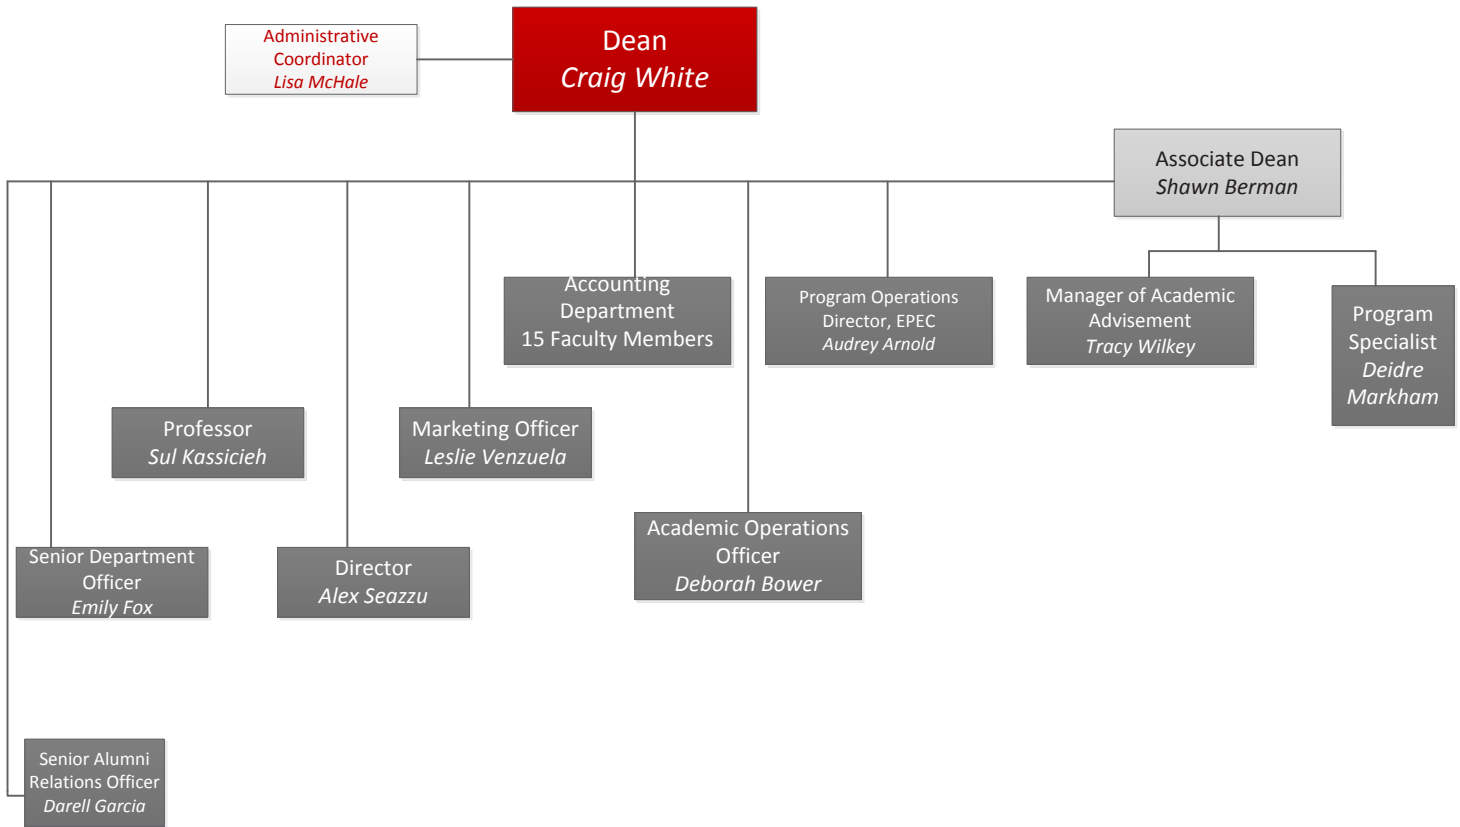 Administrative
Coordinator
Lisa McHale
Dean
Craig White
Associate Dean
Shawn Berman
Accounting
Department
15 Faculty Members
Program Operations
Director, EPEC
Audrey Arnold
Manager of Academic
Advisement
Tracy Wilkey
Program
Specialist
Deidre
Markham
Professor
Sul Kassicieh
Marketing Officer
Leslie Venzuela
Academic Operations
Officer
Deborah Bower
Senior Department
Officer
Emily Fox
Director
Alex Seazzu
Senior Alumni
Relations Officer
Darell Garcia